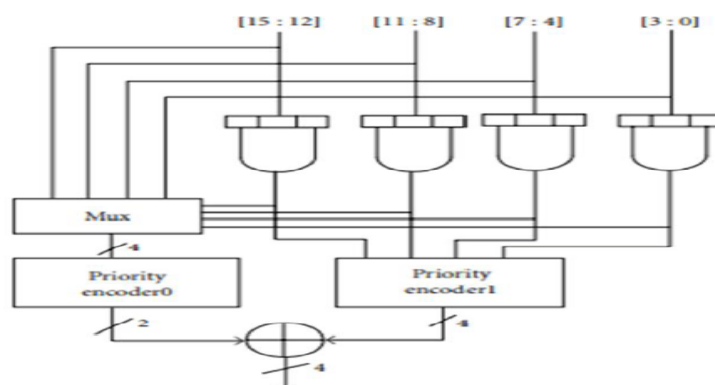 [15 : 12] [11 : 8] [7 : 4] [3 : 0]
Mux
4
Priority
encoder0
Priority
encoder1
2
4
4